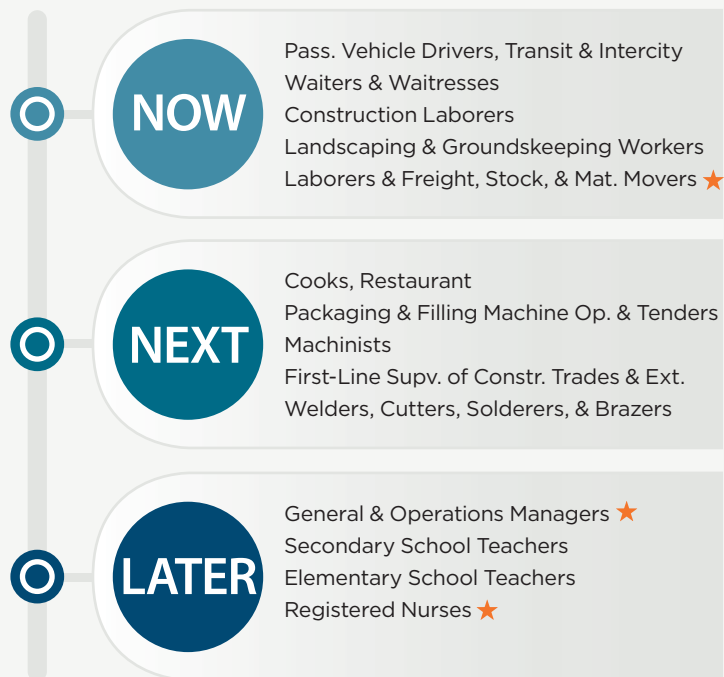 NOW
Pass. Vehicle Drivers, Transit & Intercity
Waiters & Waitresses
Construction Laborers
Landscaping & Groundskeeping Workers
Laborers & Freight, Stock, & Mat. Movers
NEXT
Cooks, Restaurant
Packaging & Filling Machine Op. & Tenders
Machinists
First-Line Supv. of Constr. Trades & Ext.
Welders, Cutters, Solderers, & Brazers
LATER
General & Operations Managers
Secondary School Teachers
Elementary School Teachers
Registered Nurses